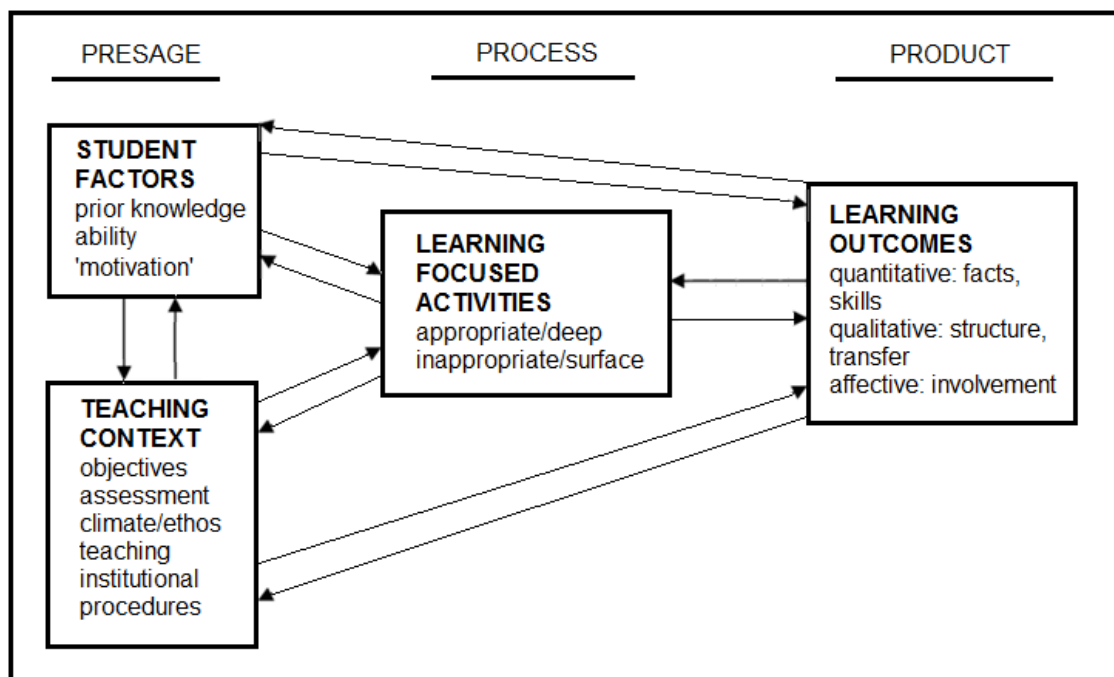 PRESAGE
PROCESS
PRODUCT
STUDENT
FACTORS
prior knowledge
ability
'motivation'
TEACHING
CONTEXT
objectives
assessment
climate/ethos
teaching
institutional
procedures
LEARNING
FOCUSED
ACTIVITIES
appropriate/deep
inappropriate/surface
LEARNING
OUTCOMES
quantitative: facts,
skills
qualitative: structure,
transfer
affective: involvement